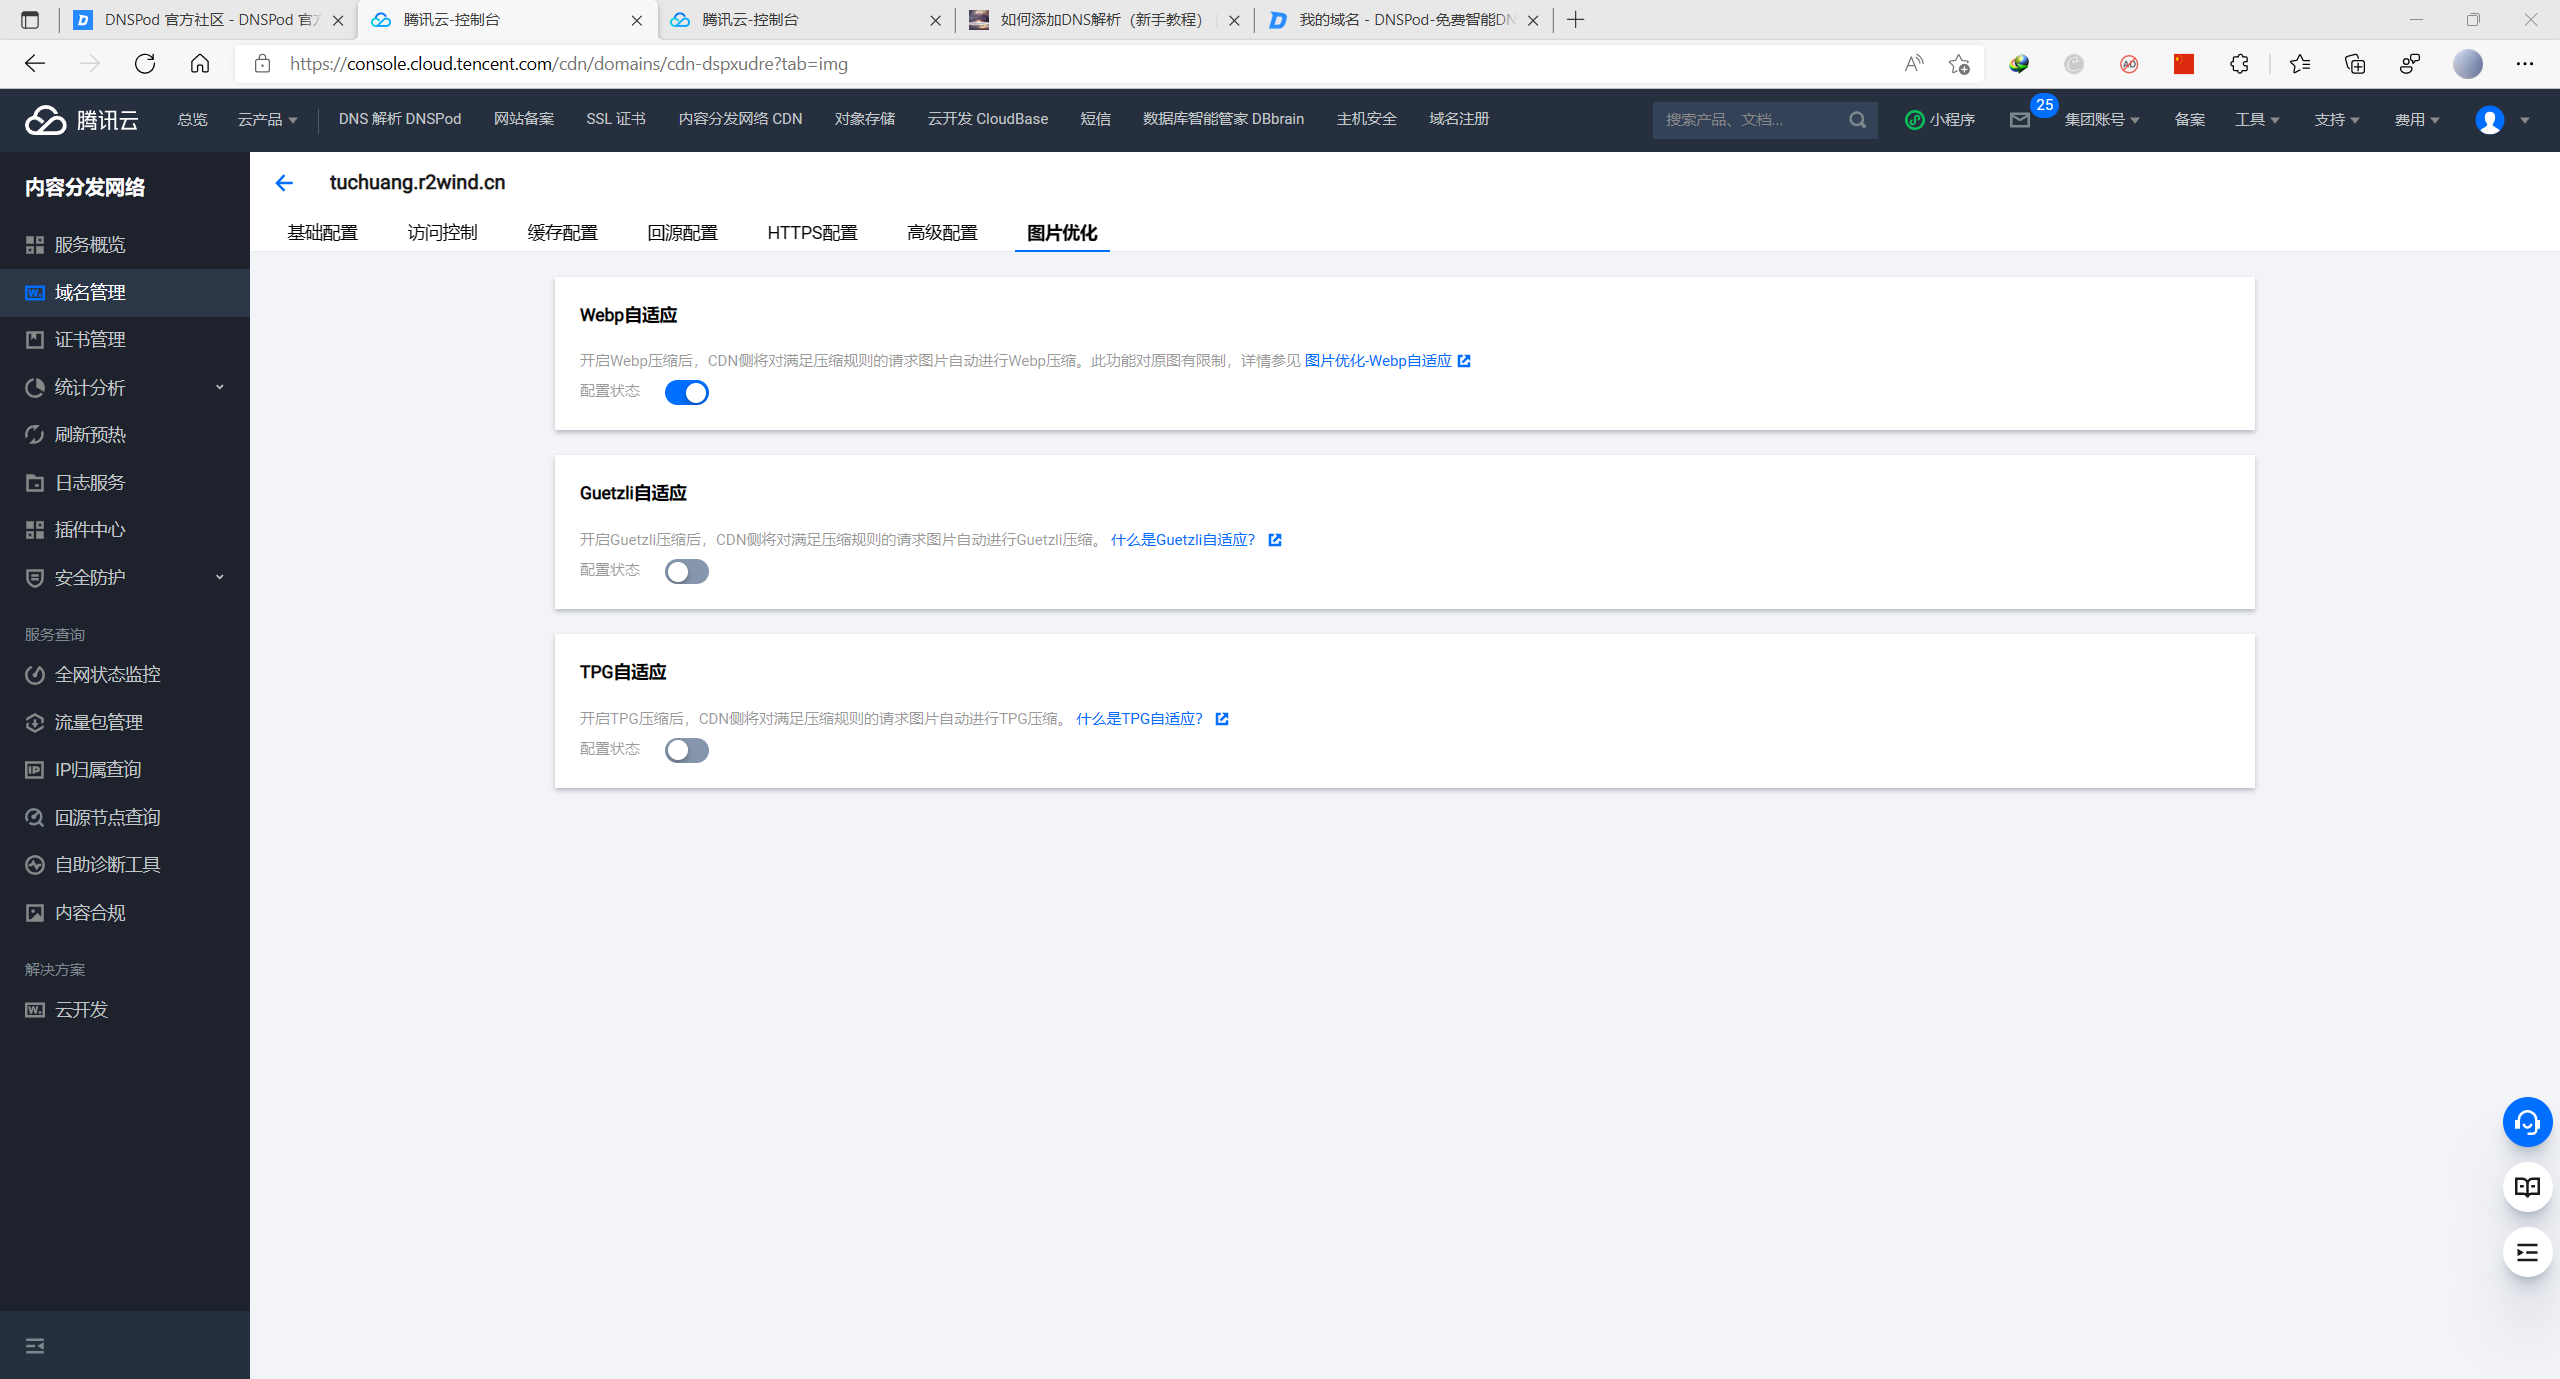 DNSPod 官方社区 - DNSPod 官方
腾讯云-控制台
腾讯云-控制台
如何添加DNS解析（新手教程）
我的域名 - DNSPod-免费智能DN
https://console.cloud.tencent.com/cdn/domains/cdn-dspxudre?tab=img
腾讯云
总览
云产品
DNS 解析 DNSPod
网站备案
SSL 证书
内容分发网络 CDN
对象存储
云开发 CloudBase
短信
数据库智能管家 DBbrain
主机安全
域名注册
搜索产品、文档...
小程序
25
集团账号
备案
工具
支持
费用
内容分发网络
服务概览
域名管理
证书管理
统计分析
刷新预热
日志服务
插件中心
安全防护
服务查询
全网状态监控
流量包管理
IP归属查询
回源节点查询
自助诊断工具
内容合规
解决方案
云开发
tuchuang.r2wind.cn
基础配置
访问控制
缓存配置
回源配置
HTTPS配置
高级配置
图片优化
Webp自适应
开启Webp压缩后，CDN侧将对满足压缩规则的请求图片自动进行Webp压缩。此功能对原图有限制，详情参见 图片优化-Webp自适应
配置状态
Guetzli自适应
开启Guetzli压缩后，CDN侧将对满足压缩规则的请求图片自动进行Guetzli压缩。 什么是Guetzli自适应？
配置状态
TPG自适应
开启TPG压缩后，CDN侧将对满足压缩规则的请求图片自动进行TPG压缩。 什么是TPG自适应？
配置状态